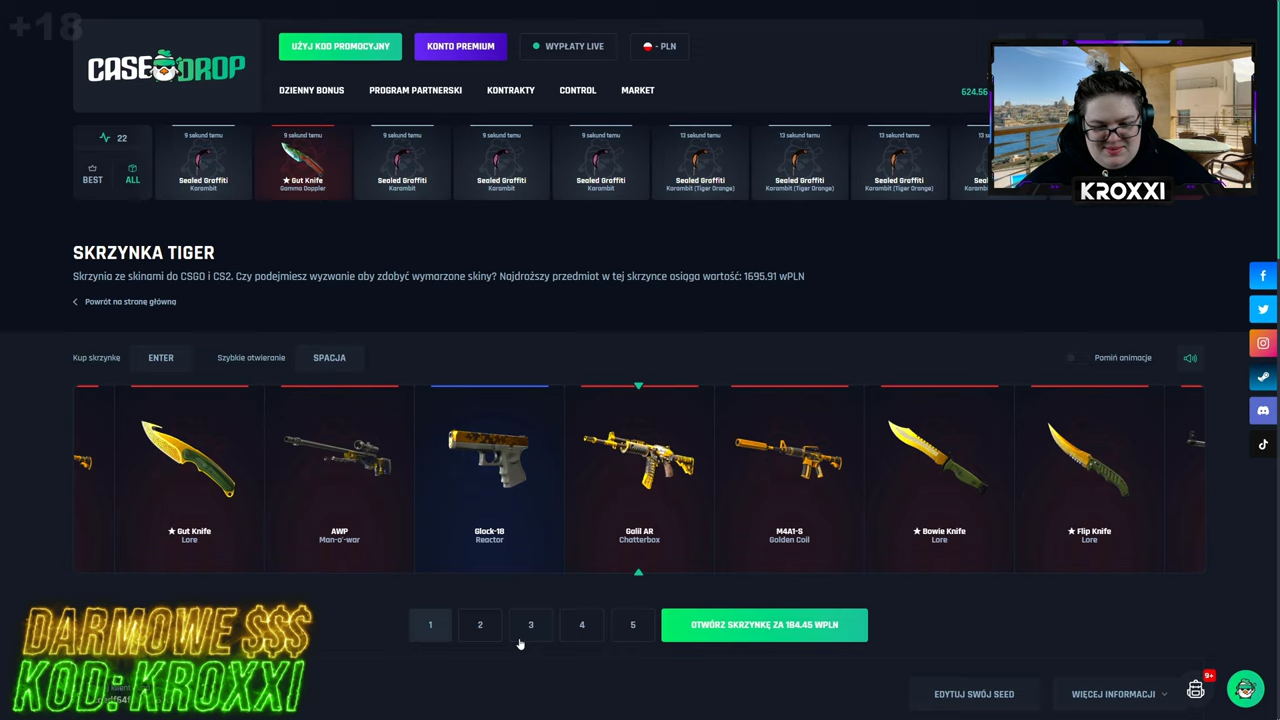 +18
CASE DROP
UŻYJ KOD PROMOCYJNY
KONTO PREMIUM
WYPŁATY LIVE
- PLN
DZIENNY BONUS
PROGRAM PARTNERSKI
KONTRAKTY
CONTROL
MARKET
624.56
KROXXI
22
BEST
ALL
9 sekund temu
Sealed Graffiti
Karambit
9 sekund temu
★ Gut Knife
Gamma Doppler
9 sekund temu
Sealed Graffiti
Karambit
9 sekund temu
Sealed Graffiti
Karambit
9 sekund temu
Sealed Graffiti
Karambit
13 sekund temu
Sealed Graffiti
Karambit (Tiger Orange)
13 sekund temu
Sealed Graffiti
Karambit (Tiger Orange)
13 sekund temu
Sealed Graffiti
Karambit (Tiger Orange)
SKRZYNKA TIGER
Skrzynia ze skinami do CSGO i CS2. Czy podejmiesz wyzwanie aby zdobyć wymarzone skiny? Najdroższy przedmiot w tej skrzynce osiąga wartość: 1695.91 wPLN
Powrót na stronę główną
Kup skrzynkę
ENTER
Szybkie otwieranie
SPACJA
Pomiń animacje
★ Gut Knife
Lore
AWP
Man-o'-war
Glock-18
Reactor
Galil AR
Chatterbox
M4A1-S
Golden Coil
★ Bowie Knife
Lore
★ Flip Knife
Lore
1
2
3
4
5
OTWÓRZ SKRZYNKĘ ZA 184.45 WPLN
DARMOWE $$$
KOD: KROXXI
EDYTUJ SWÓJ SEED
WIĘCEJ INFORMACJI
9+